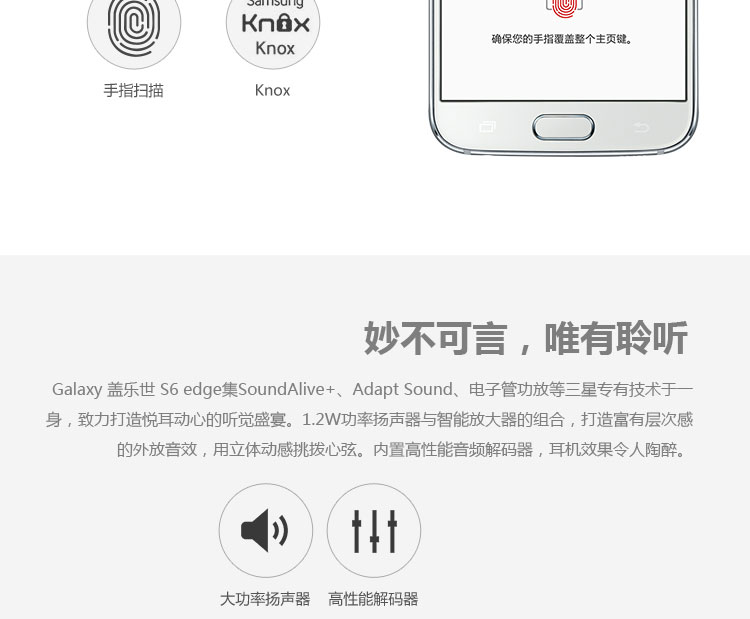 Samsung
Knox
Knox
确保您的手指覆盖整个主页键。
手指扫描
Knox
妙不可言，唯有聆听
Galaxy 盖乐世 S6 edge集SoundAlive+、Adapt Sound、电子管功放等三星专有技术于一
身，致力打造悦耳动心的听觉盛宴。1.2W功率扬声器与智能放大器的组合，打造富有层次感
的外放音效，用立体动感挑拨心弦。内置高性能音频解码器，耳机效果令人陶醉。
大功率扬声器
高性能解码器